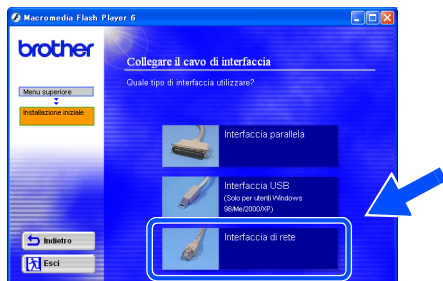 Macromedia Flash Player 6
brother
Collegare il cavo di interfaccia
Quale tipo di interfaccia utilizzare?
Menu superiore
Installazione iniziale
Interfaccia parallela
Interfaccia USB
(Solo per utenti Windows
98/Me/2000/XP)
Interfaccia di rete
Indietro
Esci